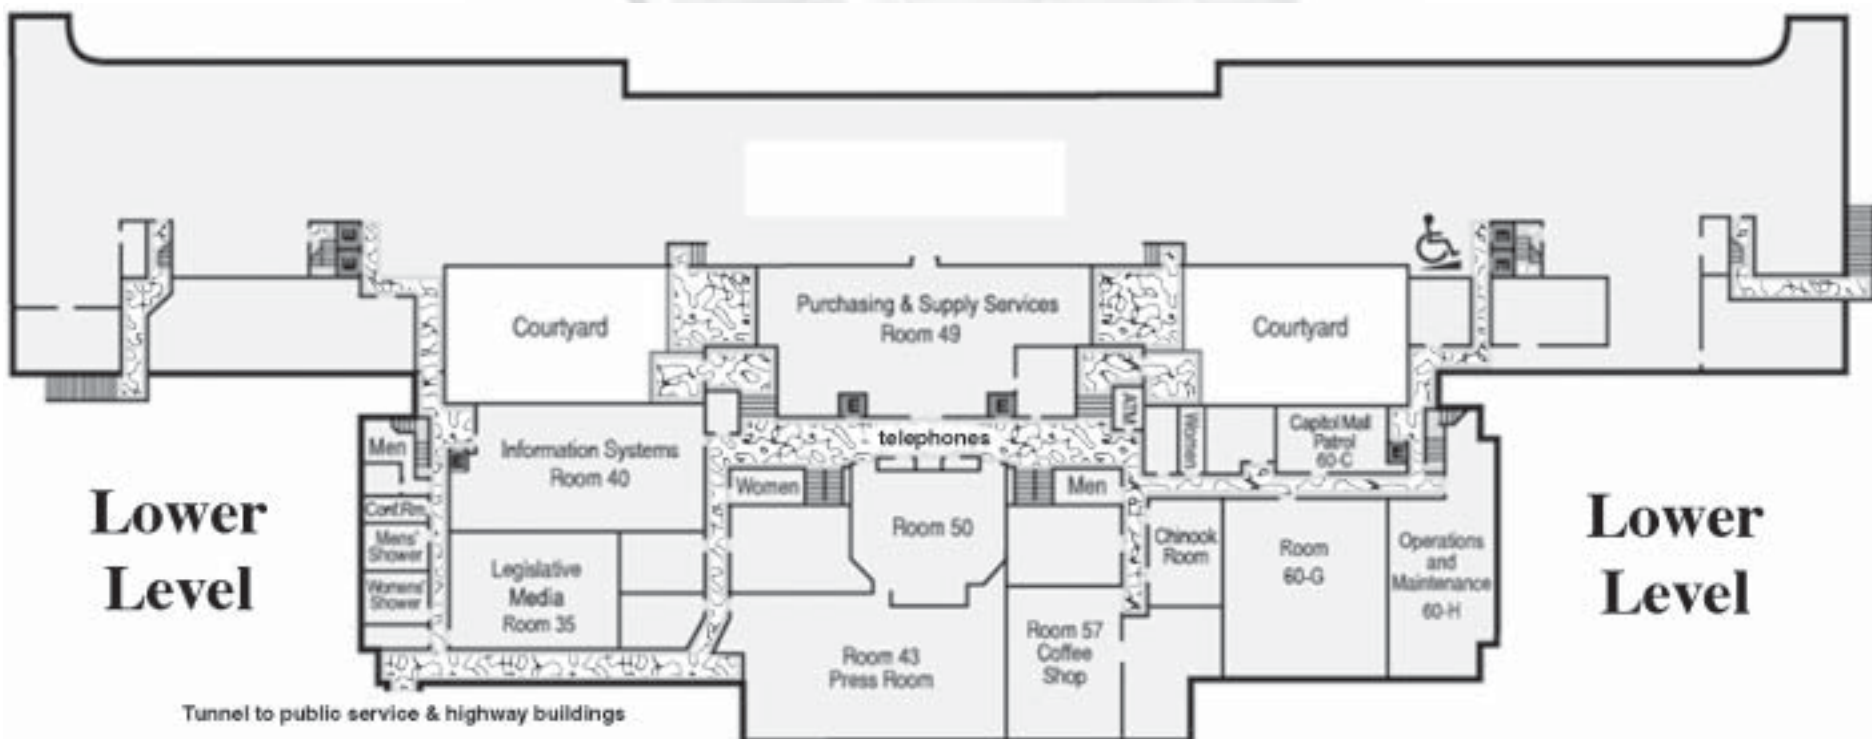 Purchasing & Supply Services
Room 49
Courtyard
Courtyard
E
E
ATM
telephones
Women
Capitol Mall
Patrol
60-C
E
Men
Information Systems
Room 40
Women
Men
Room 50
Conf.Rm.
Mens'
Shower
Womens'
Shower
Legislative
Media
Room 35
Chinook
Room
Room
60-G
Operations
and
Maintenance
60-H
Lower
Level
Lower
Level
Room 43
Press Room
Room 57
Coffee
Shop
Tunnel to public service & highway buildings